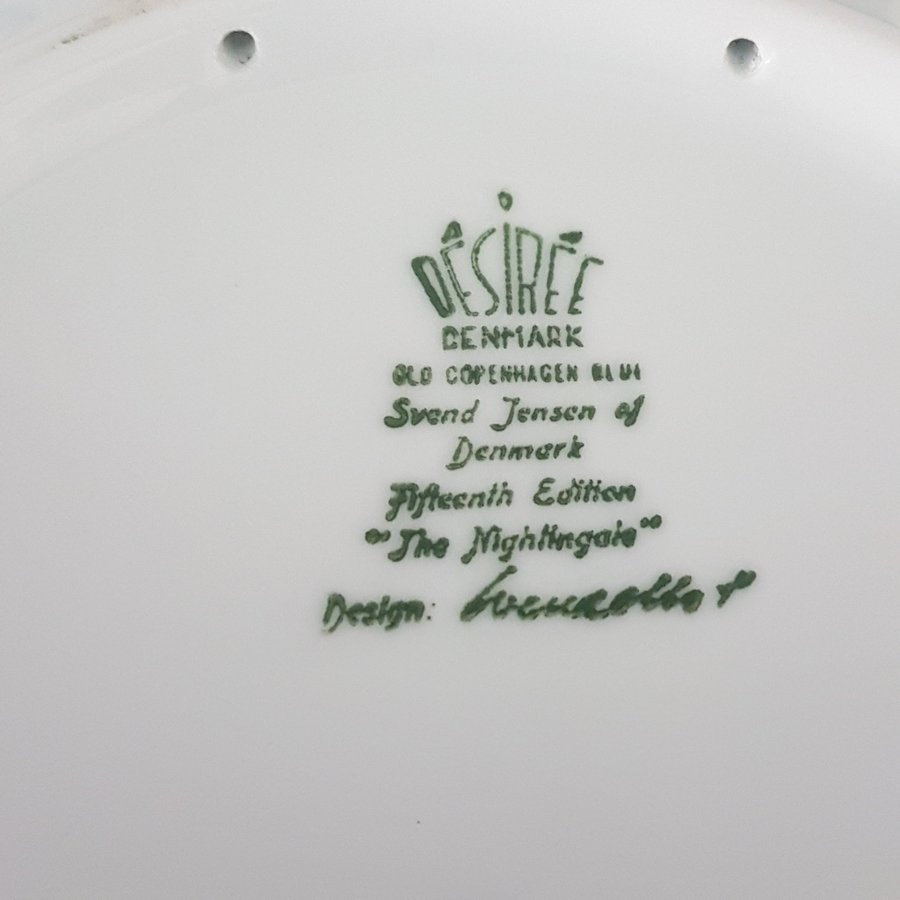 DÉSIRÉE
DENMARK
OLD COPENHAGEN BLUE
Svend Jensen of
Denmark
Fifteenth Edition
"The Nightingale"
Design: